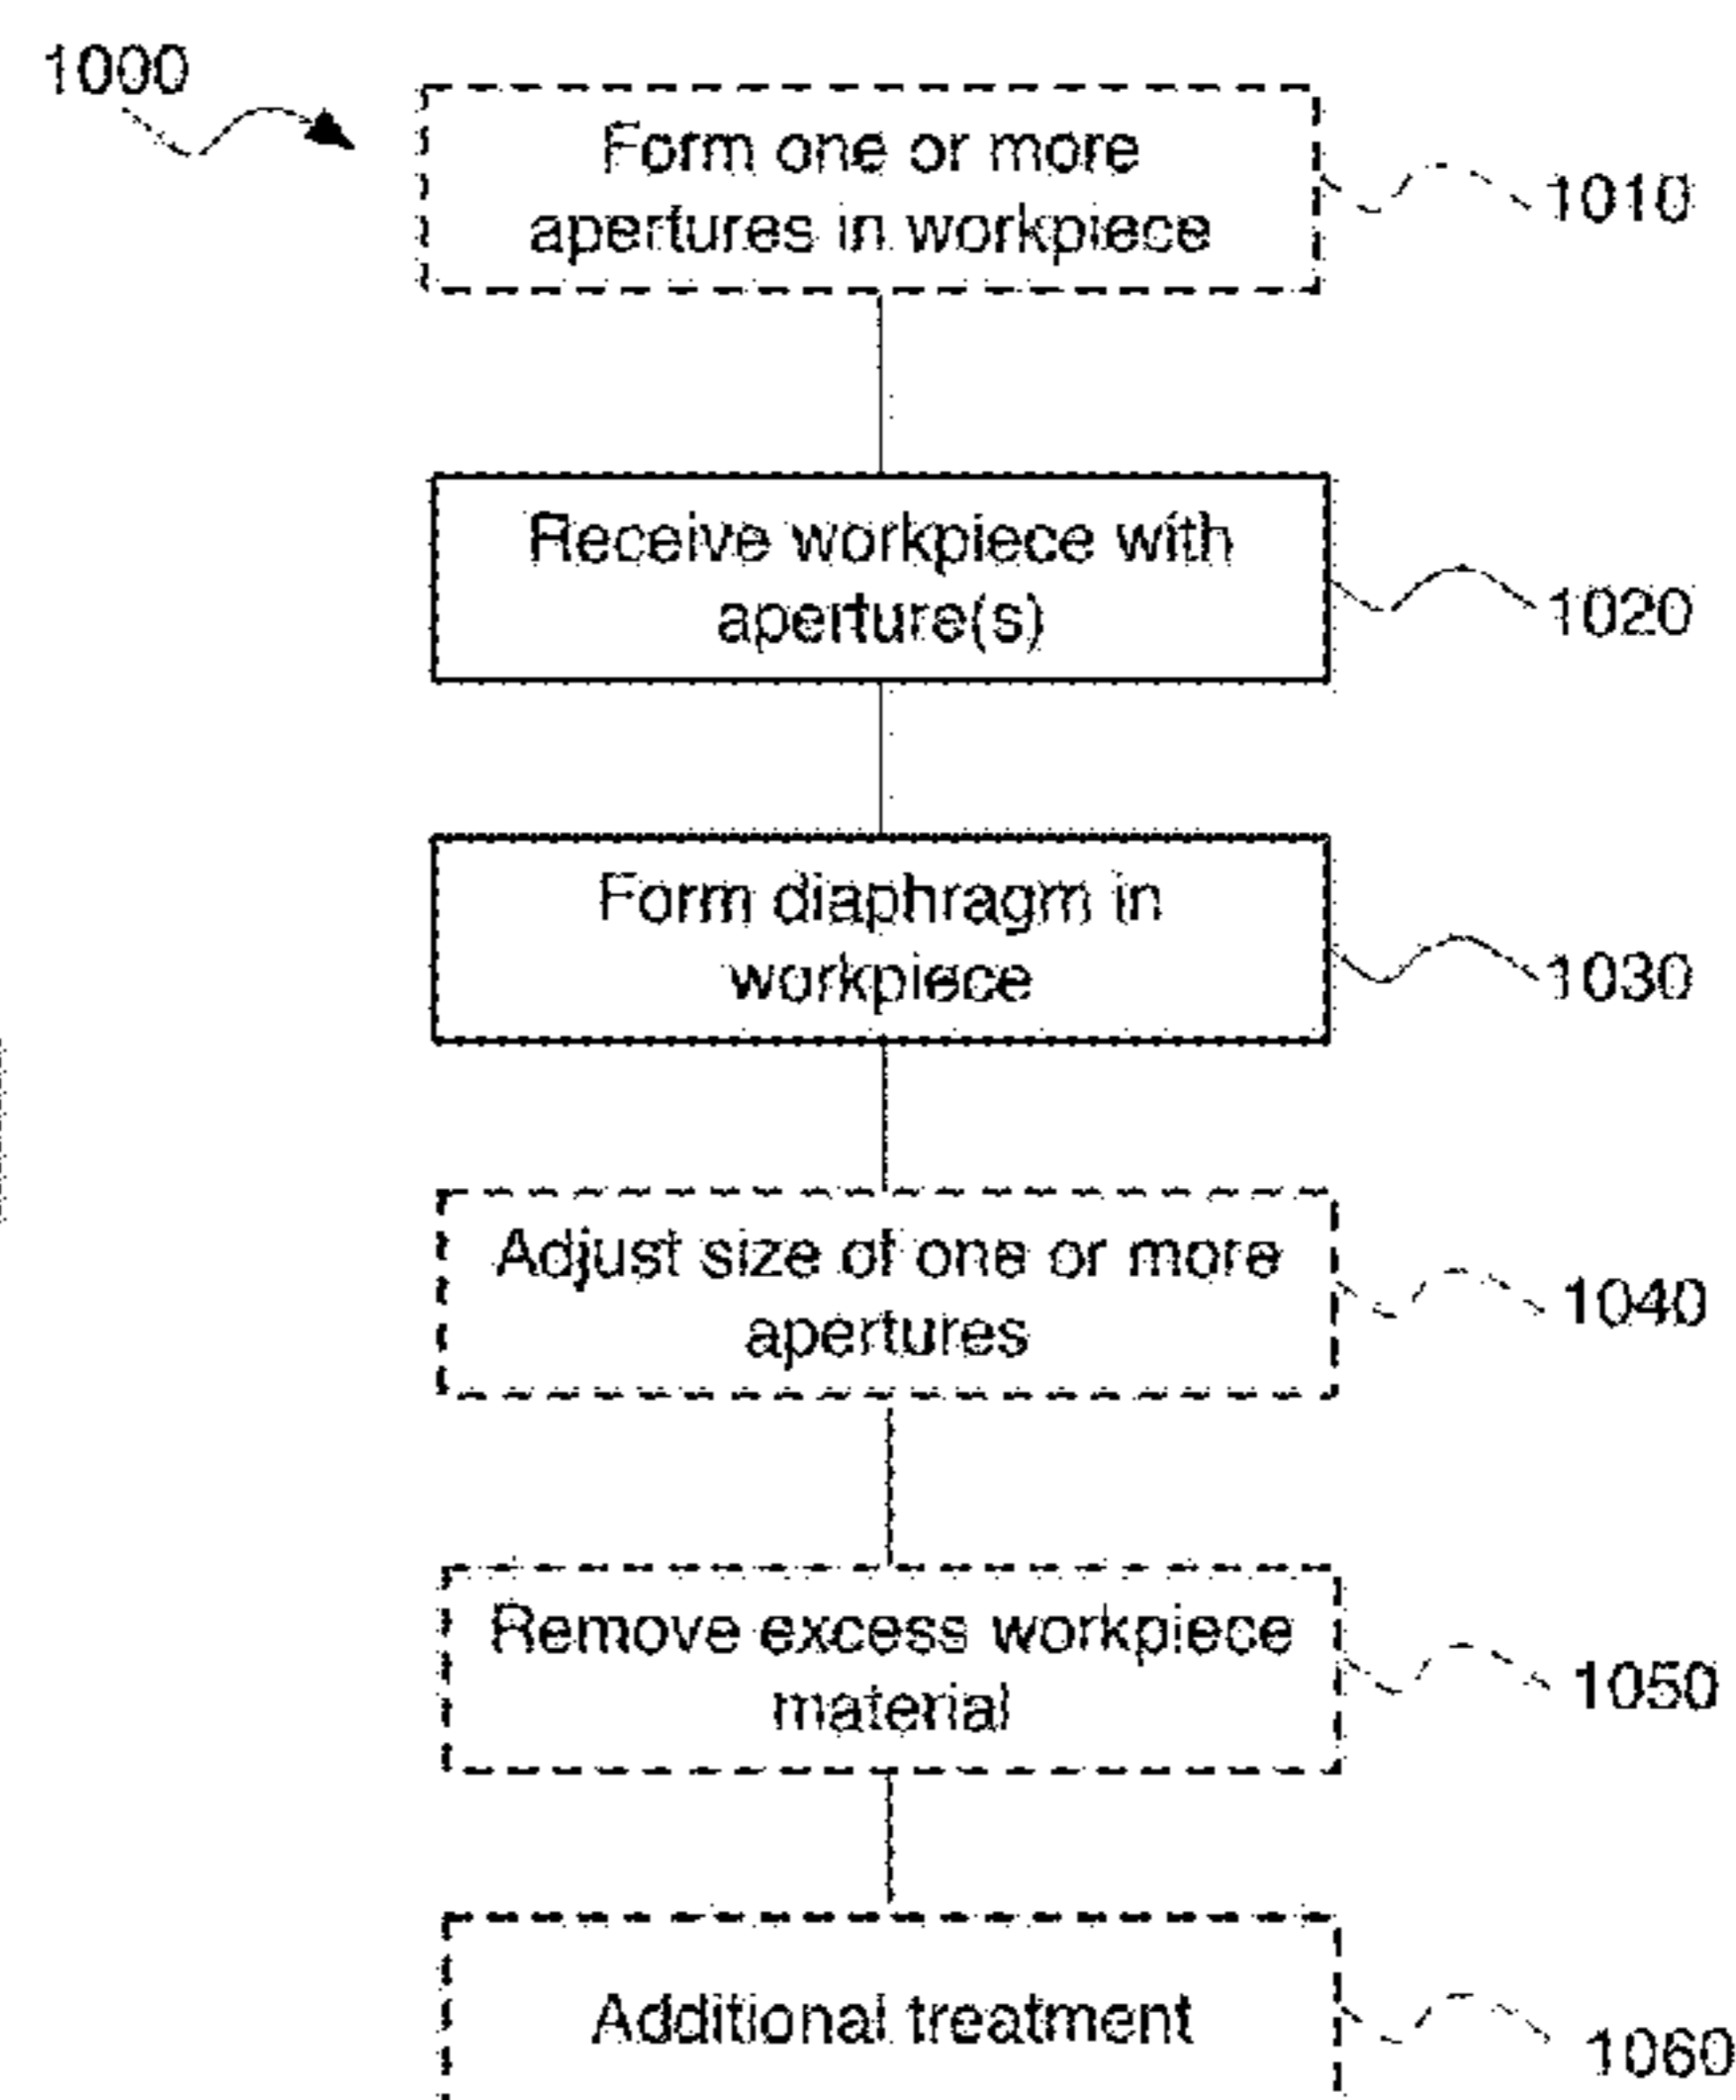 1000
Form one or more
apertures in workpiece
1010
Receive workpiece with
aperture(s)
1020
Form diaphragm in
workpiece
1030
Adjust size of one or more
apertures
1040
Remove excess workpiece
material
1050
Additional treatment
1060